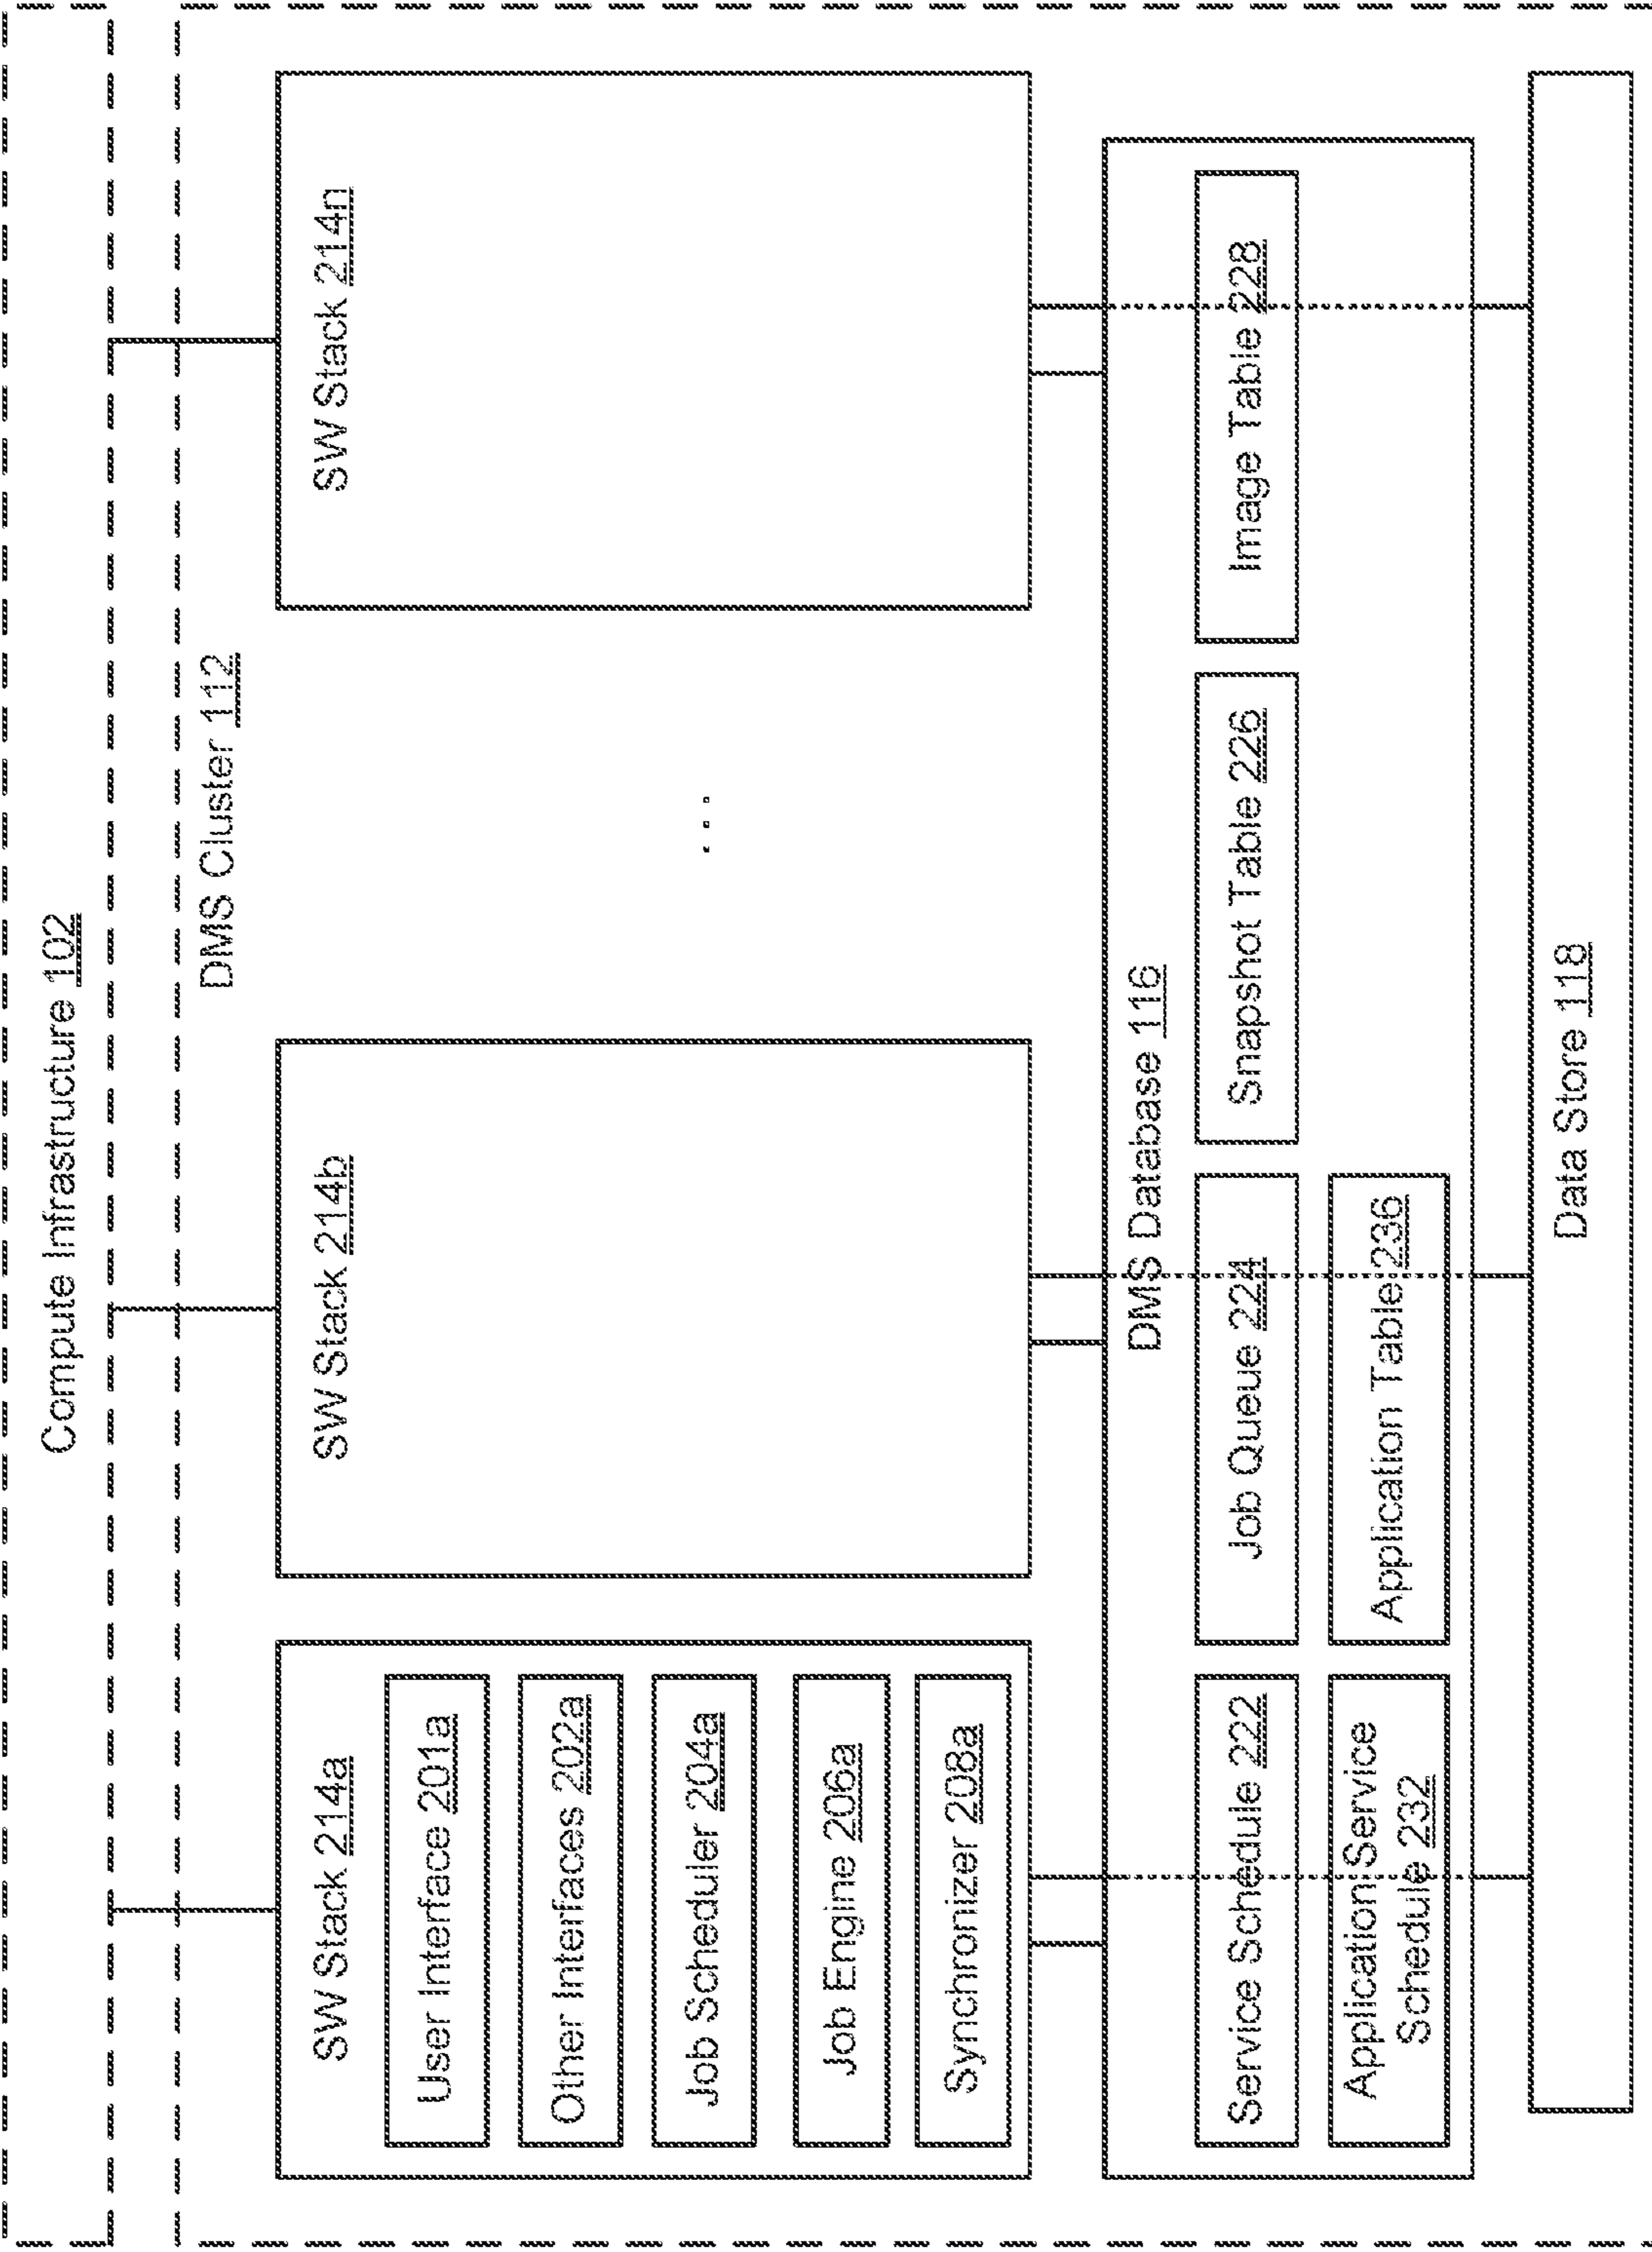 Compute Infrastructure 102
DMS Cluster 112
SW Stack 214a
User Interface 201a
Other Interfaces 202a
Job Scheduler 204a
Job Engine 206a
Synchronizer 208a
SW Stack 214b
...
SW Stack 214n
DMS Database 116
Service Schedule 222
Job Queue 224
Snapshot Table 226
Image Table 228
Application Service
Schedule 232
Application Table 236
Data Store 118